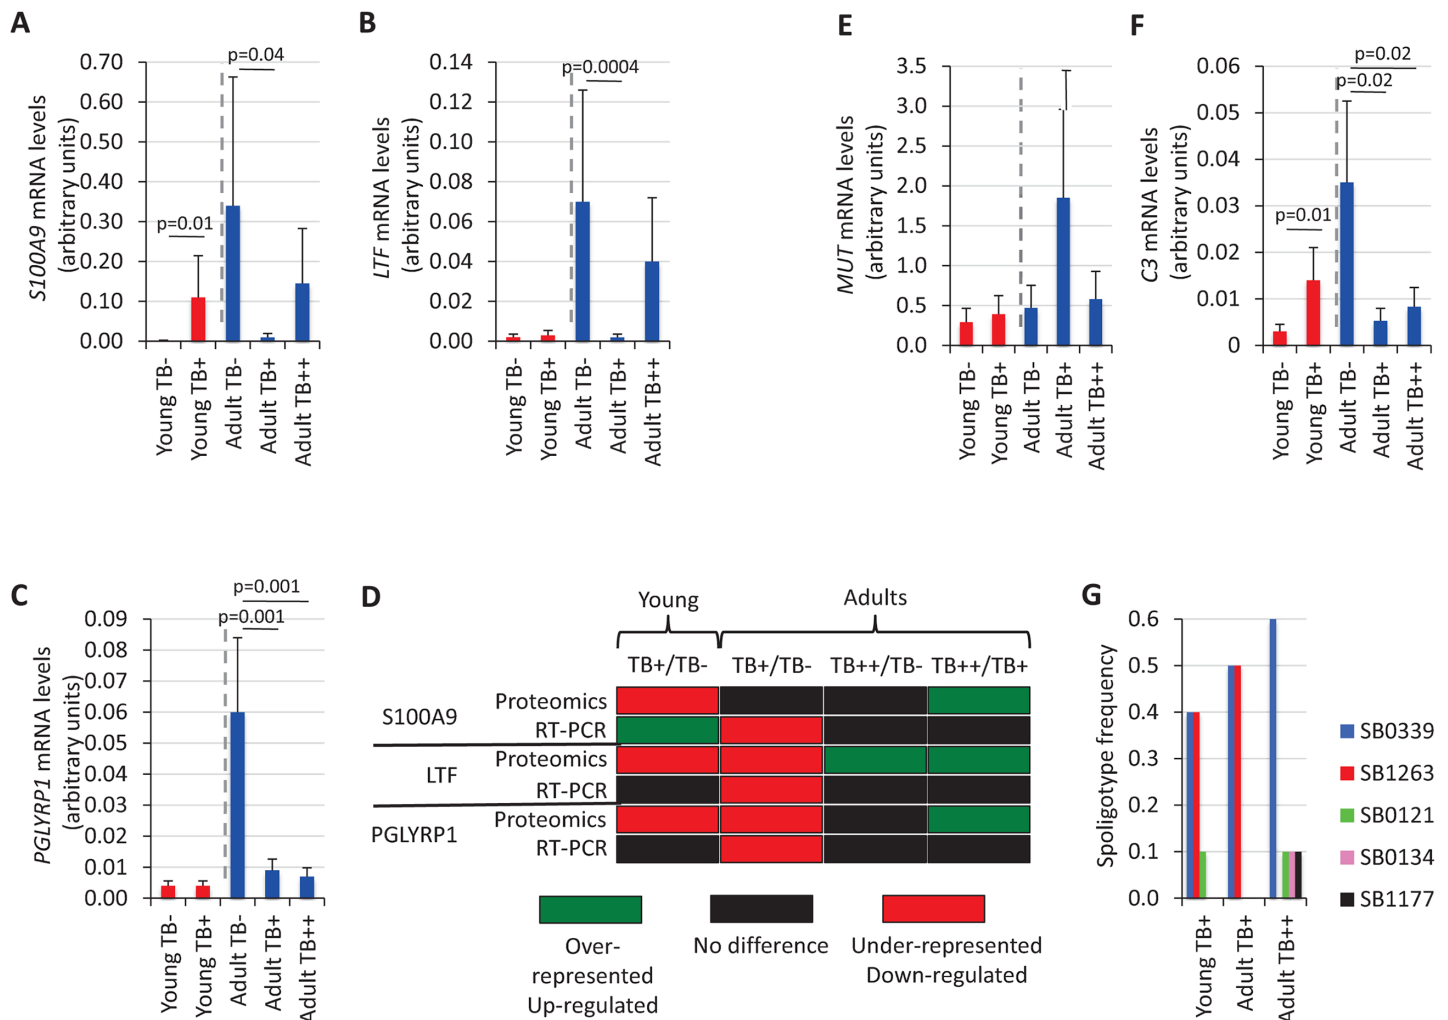 A
S100A9 mRNA levels
(arbitrary units)
0.70
0.60
0.50
0.40
0.30
0.20
0.10
0.00
p=0.01
p=0.04
Young TB-
Young TB+
Adult TB-
Adult TB+
Adult TB++
B
LTF mRNA levels
(arbitrary units)
0.14
0.12
0.10
0.08
0.06
0.04
0.02
0.00
p=0.0004
Young TB-
Young TB+
Adult TB-
Adult TB+
Adult TB++
E
MUT mRNA levels
(arbitrary units)
3.5
3.0
2.5
2.0
1.5
1.0
0.5
0.0
Young TB-
Young TB+
Adult TB-
Adult TB+
Adult TB++
F
C3 mRNA levels
(arbitrary units)
0.06
0.05
0.04
0.03
0.02
0.01
0
p=0.02
p=0.02
p=0.01
Young TB-
Young TB+
Adult TB-
Adult TB+
Adult TB++
C
PGLYRP1 mRNA levels
(arbitrary units)
0.09
0.08
0.07
0.06
0.05
0.04
0.03
0.02
0.01
0.00
p=0.001
p=0.001
Young TB-
Young TB+
Adult TB-
Adult TB+
Adult TB++
D
Young
Adults
TB+/TB-
TB+/TB-
TB++/TB-
TB++/TB+
S100A9
Proteomics
RT-PCR
LTF
Proteomics
RT-PCR
PGLYRP1
Proteomics
RT-PCR
Over-
represented
Up-regulated
No difference
Under-represented
Down-regulated
G
Spoligotype frequency
0.6
0.5
0.4
0.3
0.2
0.1
0.0
Young TB+
Adult TB+
Adult TB++
SB0339
SB1263
SB0121
SB0134
SB1177